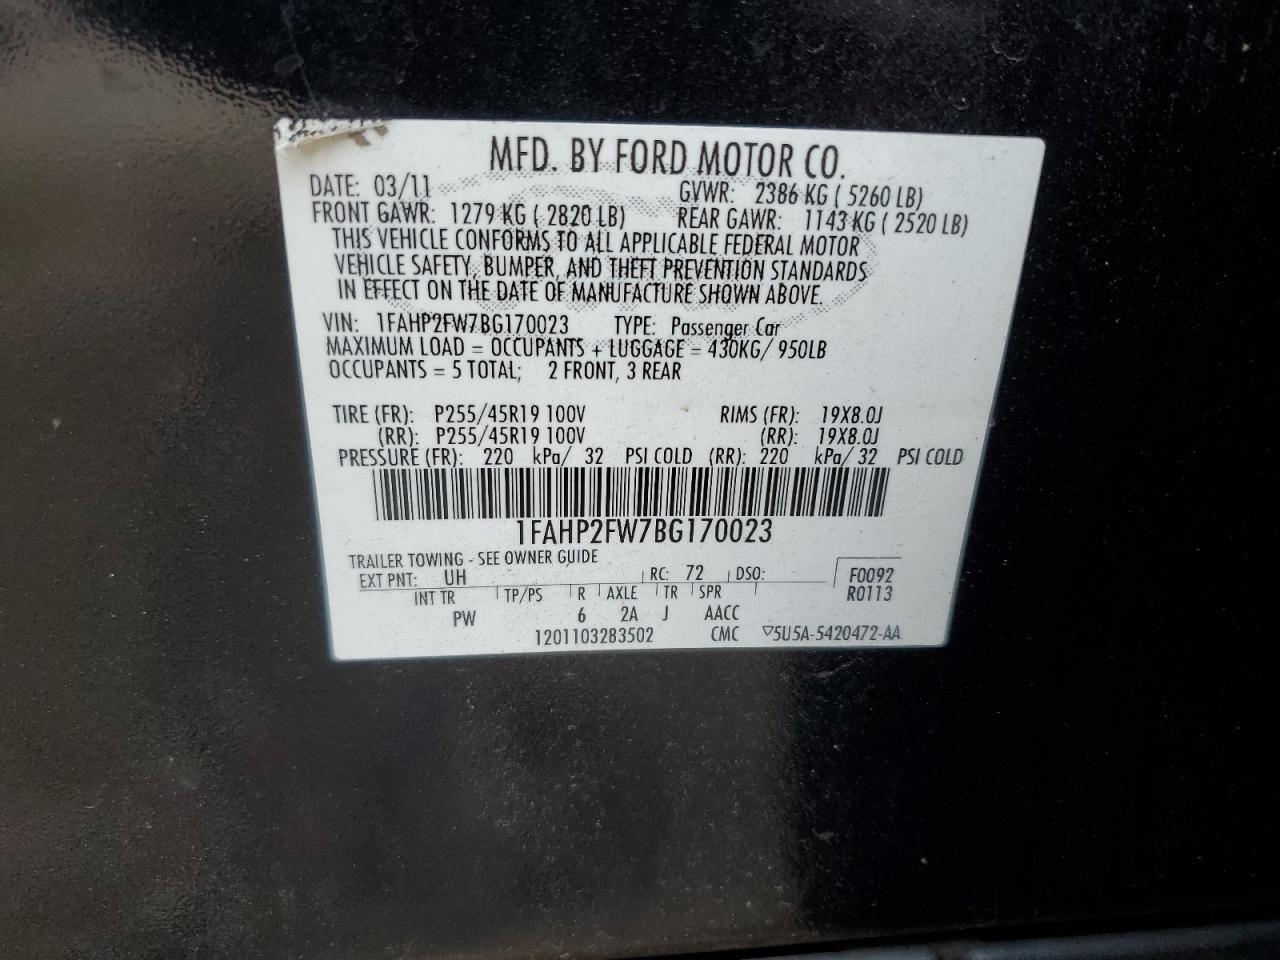 MFD. BY FORD MOTOR CO.
DATE: 03/11 GVWR: 2386 KG ( 5260 LB)
FRONT GAWR: 1279 KG ( 2820 LB) REAR GAWR: 1143 KG ( 2520 LB)
THIS VEHICLE CONFORMS TO ALL APPLICABLE FEDERAL MOTOR
VEHICLE SAFETY, BUMPER, AND THEFT PREVENTION STANDARDS
IN EFFECT ON THE DATE OF MANUFACTURE SHOWN ABOVE.
VIN: 1FAHP2FW7BG170023 TYPE: Passenger Car
MAXIMUM LOAD = OCCUPANTS + LUGGAGE = 430KG/ 950LB
OCCUPANTS = 5 TOTAL; 2 FRONT, 3 REAR
TIRE (FR): P255/45R19 100V RIMS (FR): 19X8.0J
(RR): P255/45R19 100V (RR): 19X8.0J
PRESSURE (FR): 220 kPa/ 32 PSI COLD (RR): 220 kPa/ 32 PSI COLD
1FAHP2FW7BG170023
TRAILER TOWING - SEE OWNER GUIDE
EXT PNT: UH RC: 72 DSO: F0092
INT TR TP/PS R AXLE TR SPR R0113
PW 6 2A J AACC
1201103283502 CMC ▽5U5A-5420472-AA